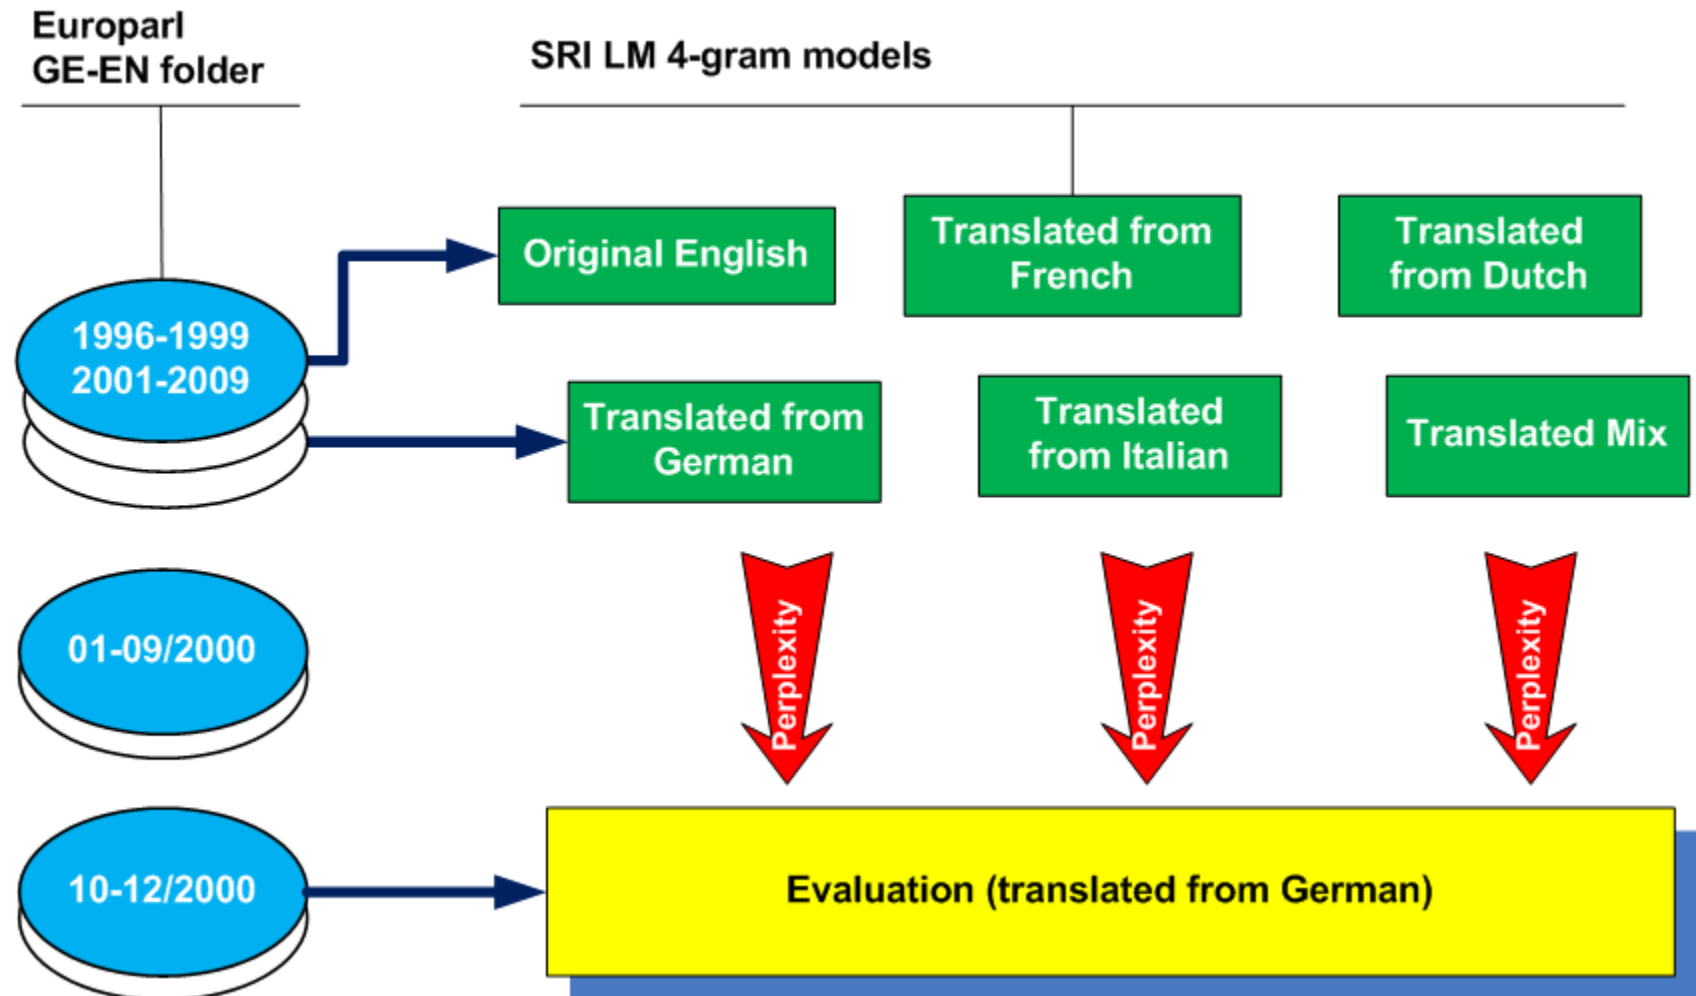 Europarl
GE-EN folder
SRI LM 4-gram models
1996-1999
2001-2009
Original English
Translated from
French
Translated
from Dutch
Translated from
German
Translated
from Italian
Translated Mix
01-09/2000
Perplexity
Perplexity
Perplexity
10-12/2000
Evaluation (translated from German)